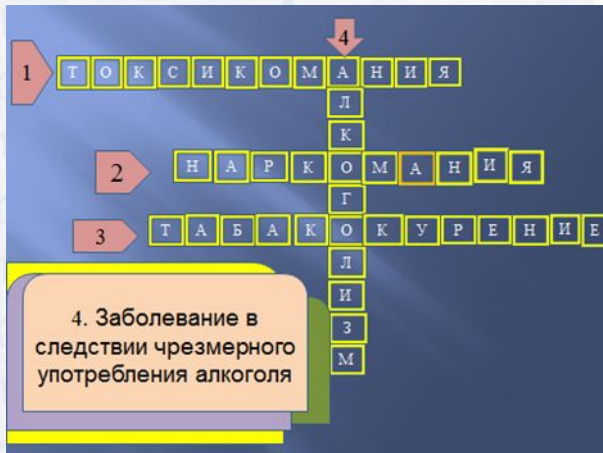 4
1 ТОКСИКОМАНИЯ
Л
К
2 НАРКОМАНИЯ
Г
3 ТАБАКОКУРЕНИЕ
Л
И
З
М
4. Заболевание в
следствии чрезмерного
употребления алкоголя